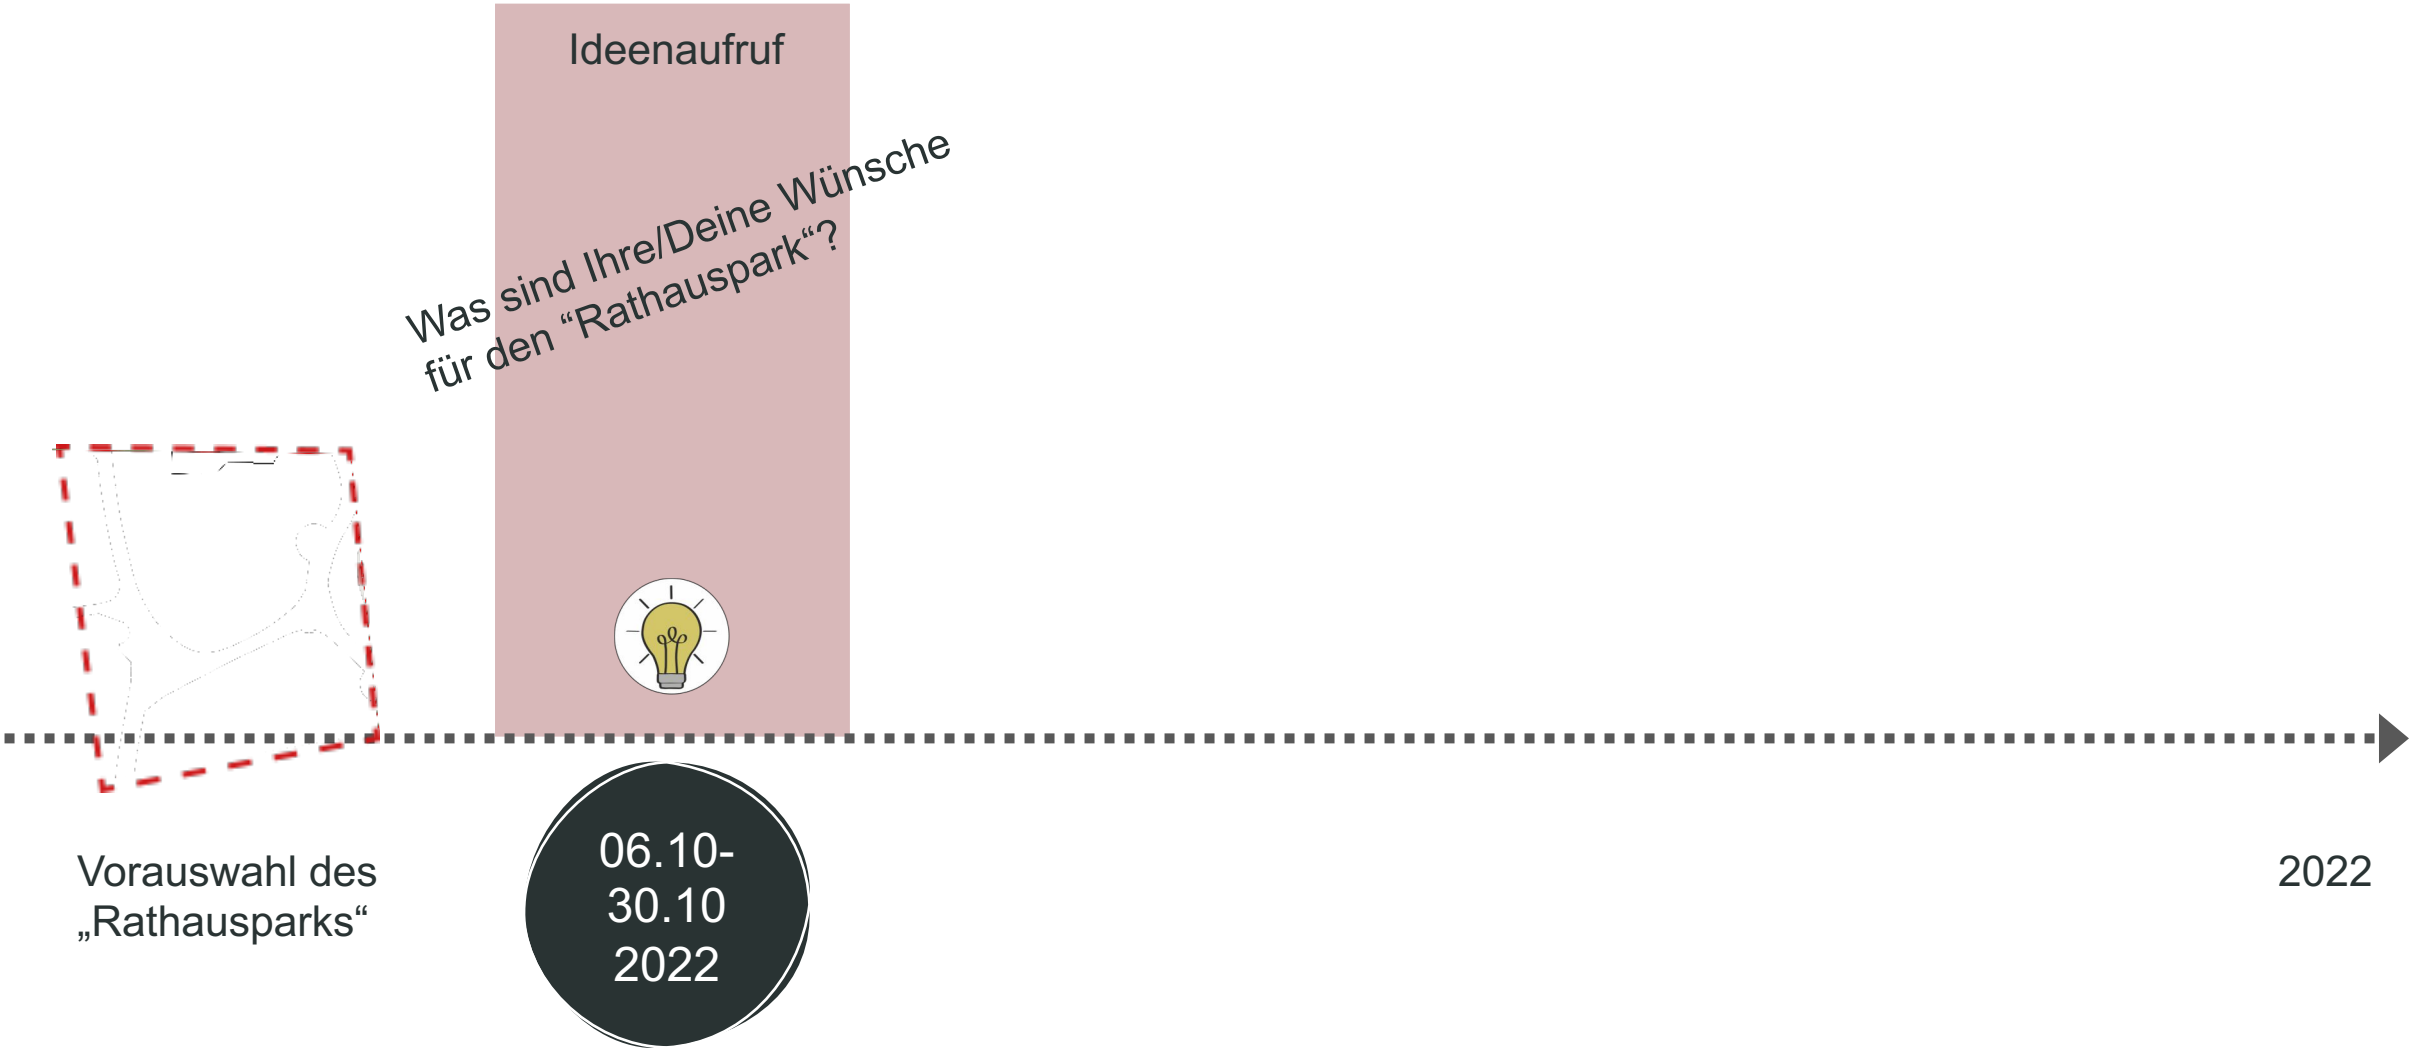 Ideenaufruf
Was sind Ihre/Deine Wünsche
für den “Rathauspark“?
06.10-
30.10
2022
Vorauswahl des
„Rathausparks“
2022